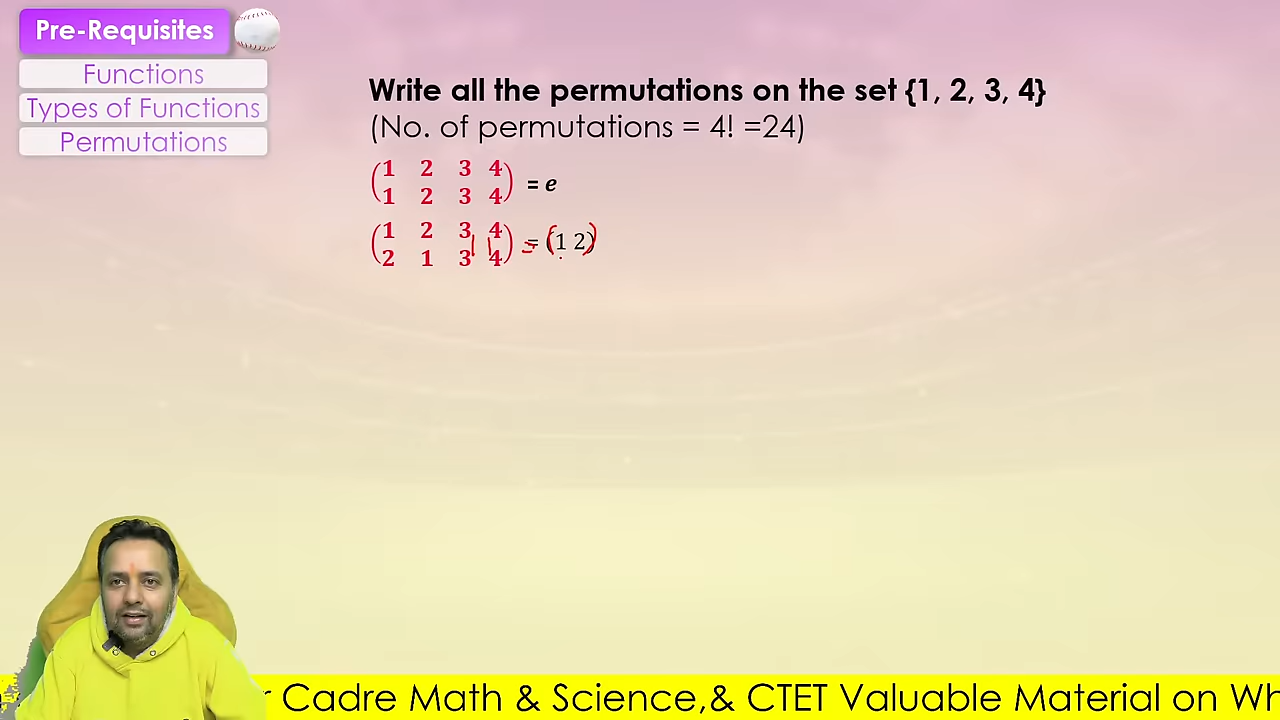 Pre-Requisites
Functions
Types of Functions
Permutations
Write all the permutations on the set {1, 2, 3, 4}
(No. of permutations = 4! =24)
(1 2 3 4
1 2 3 4) = e
(1 2 3 4
2 1 3 4) = (1 2)
r Cadre Math & Science,& CTET Valuable Material on Wh